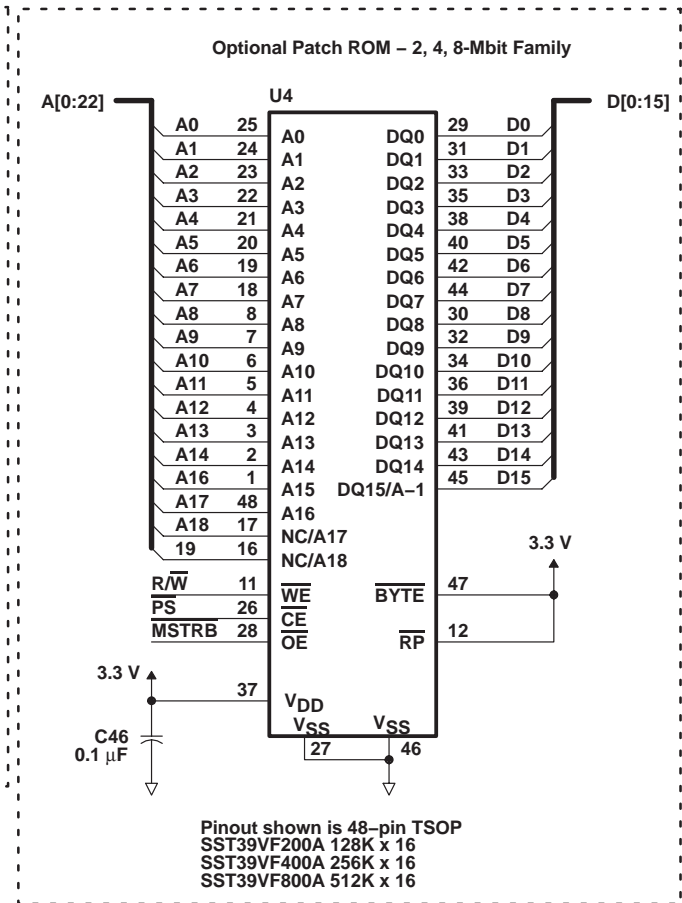 Optional Patch ROM – 2, 4, 8-Mbit Family
U4
A[0:22]
D[0:15]
A0 25 A0 DQ0 29 D0
A1 24 A1 DQ1 31 D1
A2 23 A2 DQ2 33 D2
A3 22 A3 DQ3 35 D3
A4 21 A4 DQ4 38 D4
A5 20 A5 DQ5 40 D5
A6 19 A6 DQ6 42 D6
A7 18 A7 DQ7 44 D7
A8 8 A8 DQ8 30 D8
A9 7 A9 DQ9 32 D9
A10 6 A10 DQ10 34 D10
A11 5 A11 DQ11 36 D11
A12 4 A12 DQ12 39 D12
A13 3 A13 DQ13 41 D13
A14 2 A14 DQ14 43 D14
A16 1 A15 DQ15/A–1 45 D15
A17 48 A16
A18 17 NC/A17
19 16 NC/A18
3.3 V
R/W̅ 11 W̅E̅ B̅Y̅T̅E̅ 47
P̅S̅ 26 C̅E̅
M̅S̅T̅R̅B̅ 28 O̅E̅ R̅P̅ 12
3.3 V
37 VDD
VSS VSS
27 46
C46
0.1 μF
Pinout shown is 48–pin TSOP
SST39VF200A 128K x 16
SST39VF400A 256K x 16
SST39VF800A 512K x 16